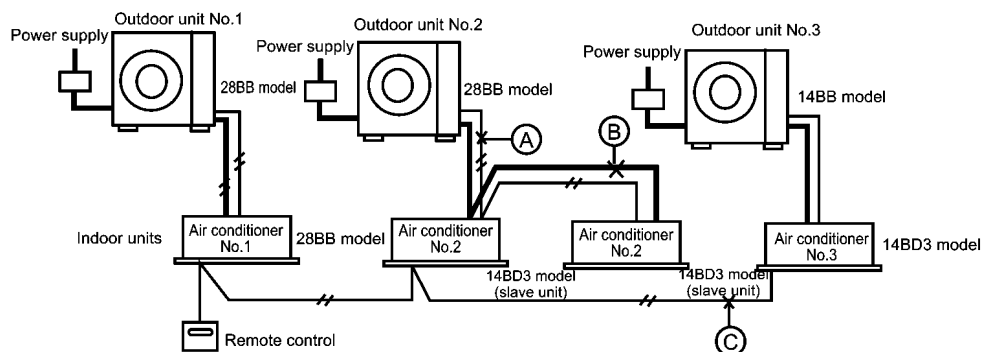 Outdoor unit No.1
Power supply
28BB model
Outdoor unit No.2
Power supply
28BB model
A
B
Outdoor unit No.3
Power supply
14BB model
Indoor units
Air conditioner
No.1
28BB model
Air conditioner
No.2
14BD3 model
(slave unit)
Air conditioner
No.2
14BD3 model
(slave unit)
Air conditioner
No.3
14BD3 model
Remote control
C